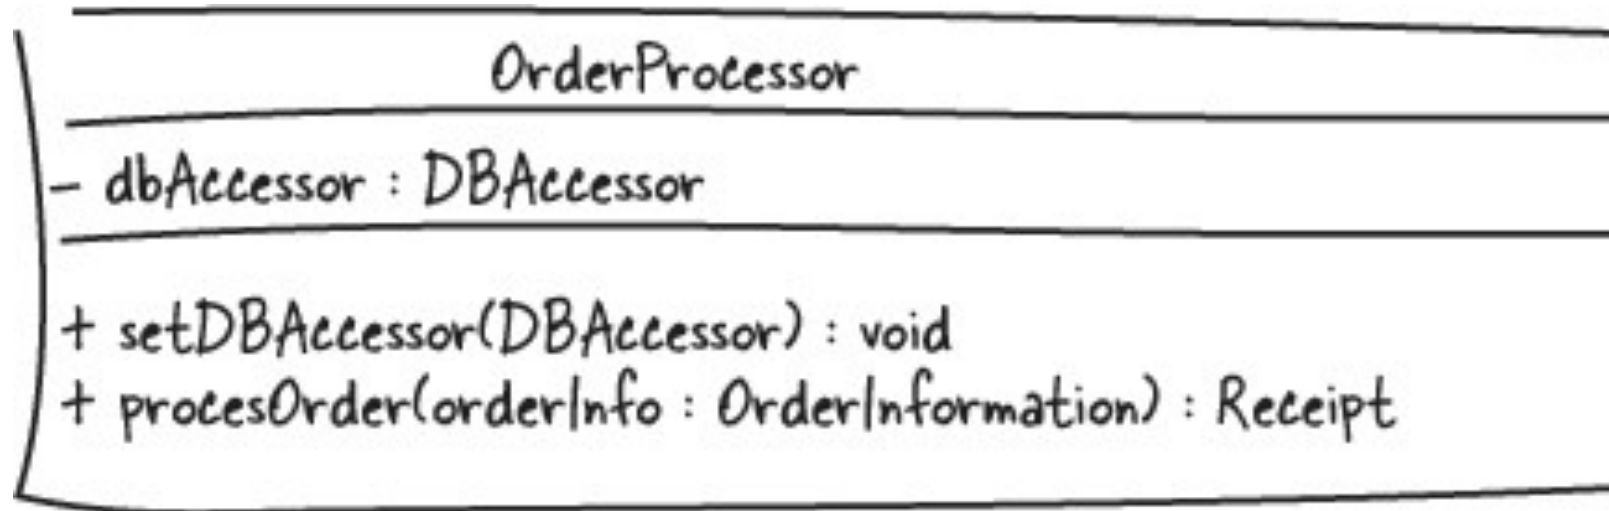 OrderProcessor
- dbAccessor : DBAccessor
+ setDBAccessor(DBAccessor) : void
+ procesOrder(orderInfo : OrderInformation) : Receipt